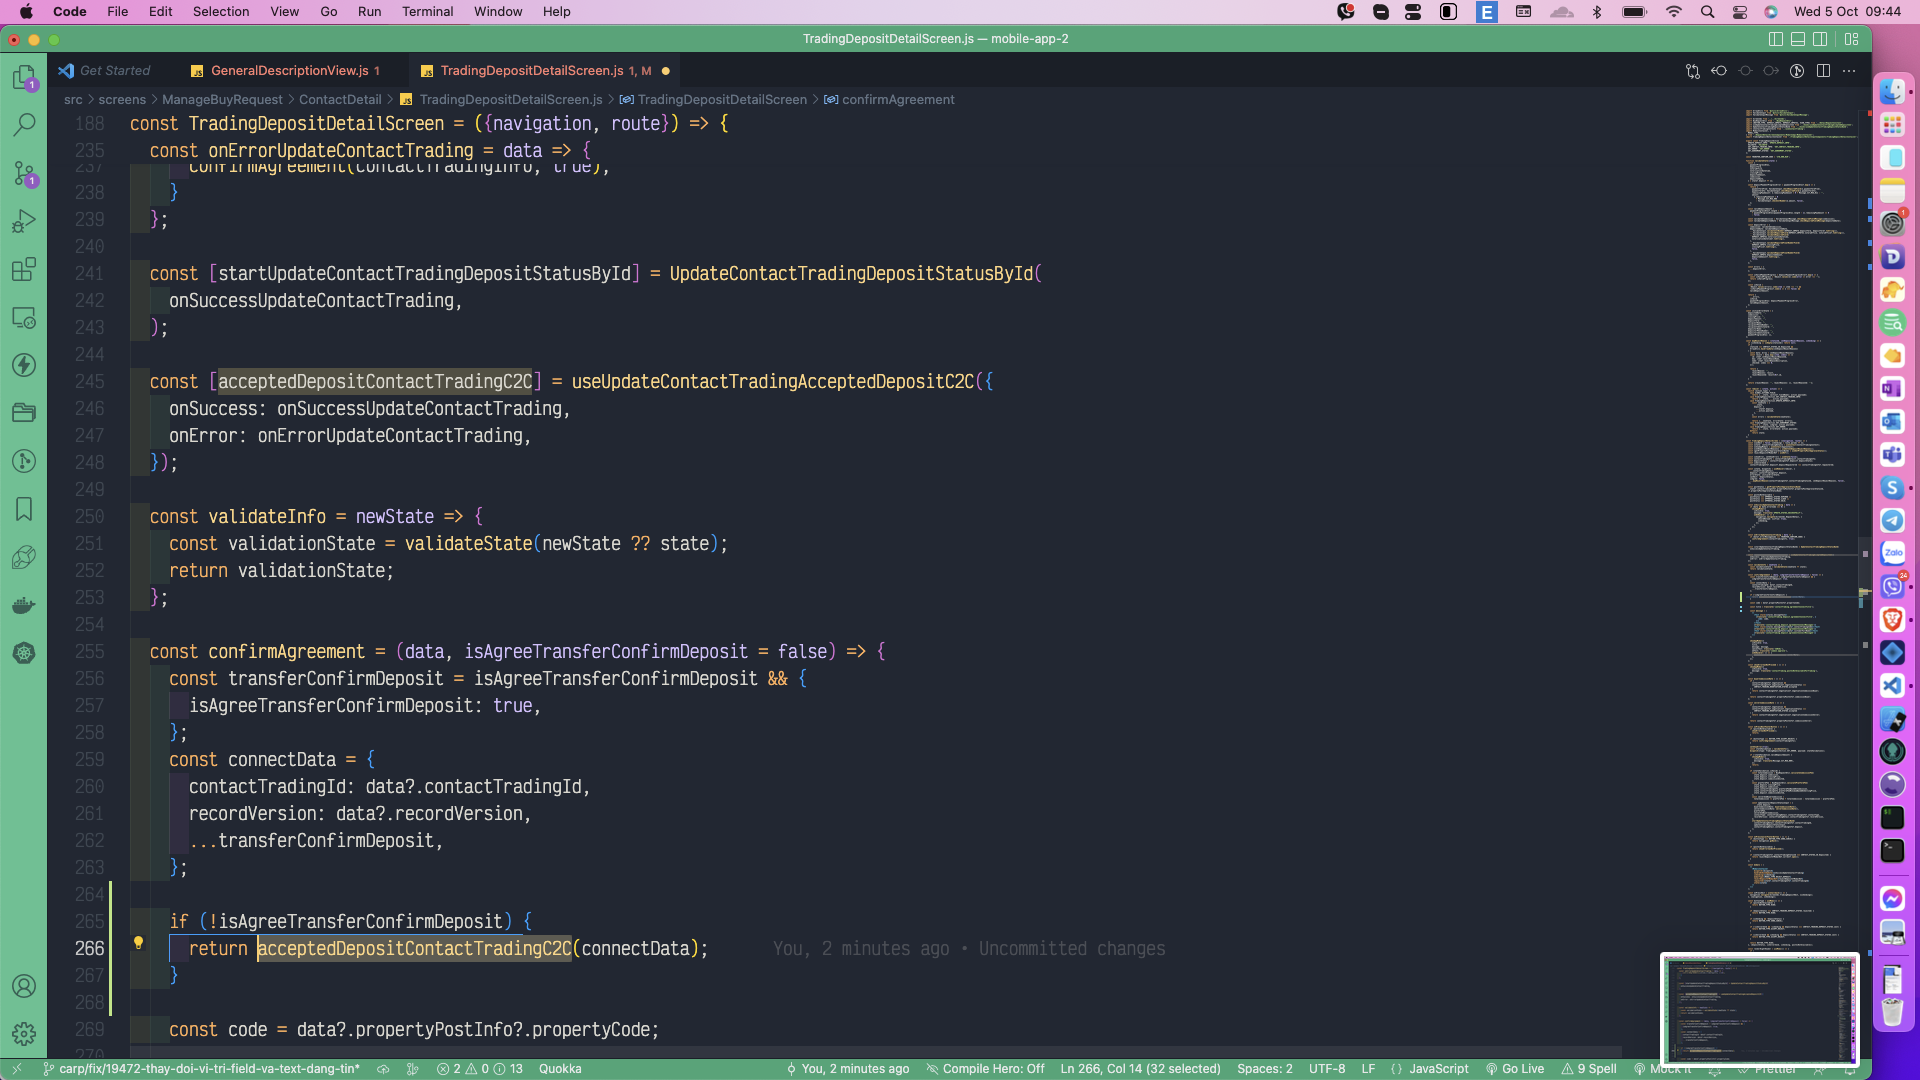 Code File Edit Selection View Go Run Terminal Window Help
E
Wed 5 Oct 09:44
TradingDepositDetailScreen.js — mobile-app-2
Get Started
GeneralDescriptionView.js 1
TradingDepositDetailScreen.js 1, M
src > screens > ManageBuyRequest > ContactDetail > JS TradingDepositDetailScreen.js > TradingDepositDetailScreen > confirmAgreement
188 const TradingDepositDetailScreen = ({navigation, route}) => {
235 const onErrorUpdateContactTrading = data => {
237 confirmAgreement(contactTradingInfo, true),
238 }
239 };
240
241 const [startUpdateContactTradingDepositStatusById] = UpdateContactTradingDepositStatusById(
242 onSuccessUpdateContactTrading,
243 );
244
245 const [acceptedDepositContactTradingC2C] = useUpdateContactTradingAcceptedDepositC2C({
246 onSuccess: onSuccessUpdateContactTrading,
247 onError: onErrorUpdateContactTrading,
248 });
249
250 const validateInfo = newState => {
251 const validationState = validateState(newState ?? state);
252 return validationState;
253 };
254
255 const confirmAgreement = (data, isAgreeTransferConfirmDeposit = false) => {
256 const transferConfirmDeposit = isAgreeTransferConfirmDeposit && {
257 isAgreeTransferConfirmDeposit: true,
258 };
259 const connectData = {
260 contactTradingId: data?.contactTradingId,
261 recordVersion: data?.recordVersion,
262 ...transferConfirmDeposit,
263 };
264
265 if (!isAgreeTransferConfirmDeposit) {
266 return acceptedDepositContactTradingC2C(connectData); You, 2 minutes ago • Uncommitted changes
267 }
268
269 const code = data?.propertyPostInfo?.propertyCode;
270
carp/fix/19472-thay-doi-vi-tri-field-va-text-dang-tin* 2 0 13 Quokka You, 2 minutes ago Compile Hero: Off Ln 266, Col 14 (32 selected) Spaces: 2 UTF-8 LF {} JavaScript Go Live 9 Spell Mock It Prettier
Zalo
24